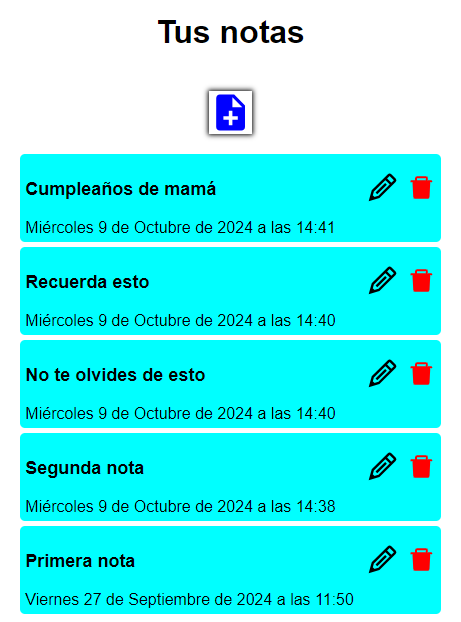 Tus notas
Cumpleaños de mamá
Miércoles 9 de Octubre de 2024 a las 14:41
Recuerda esto
Miércoles 9 de Octubre de 2024 a las 14:40
No te olvides de esto
Miércoles 9 de Octubre de 2024 a las 14:40
Segunda nota
Miércoles 9 de Octubre de 2024 a las 14:38
Primera nota
Viernes 27 de Septiembre de 2024 a las 11:50